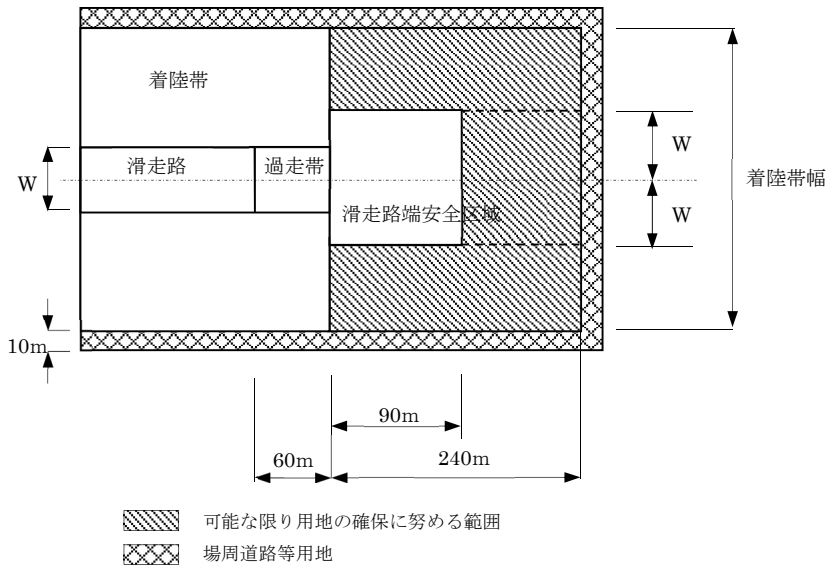 着陸帯
滑走路
過走帯
滑走路端安全区域
W
W
W
着陸帯幅
10m
90m
60m
240m
可能な限り用地の確保に努める範囲
場周道路等用地